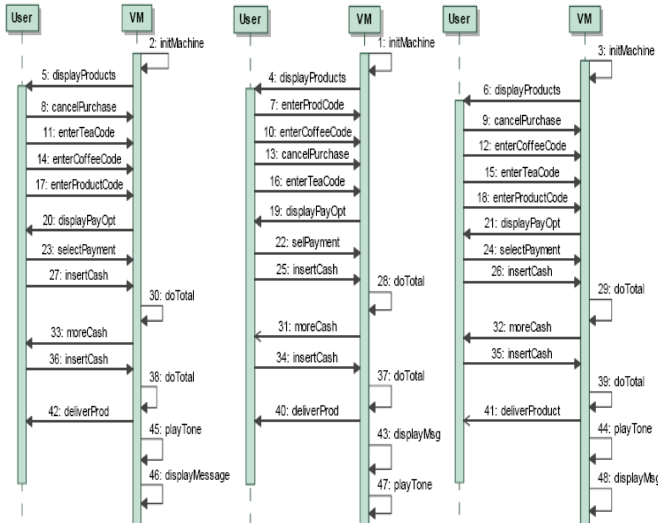 User VM
2: initMachine
5: displayProducts
8: cancelPurchase
11: enterTeaCode
14: enterCoffeeCode
17: enterProductCode
20: displayPayOpt
23: selectPayment
27: insertCash
30: doTotal
33: moreCash
36: insertCash
38: doTotal
42: deliverProd
45: playTone
46: displayMessage
User VM
1: initMachine
4: displayProducts
7: enterProdCode
10: enterCoffeeCode
13: cancelPurchase
16: enterTeaCode
19: displayPayOpt
22: selPayment
25: insertCash
28: doTotal
31: moreCash
34: insertCash
37: doTotal
40: deliverProd
43: displayMsg
47: playTone
User VM
3: initMachine
6: displayProducts
9: cancelPurchase
12: enterCoffeeCode
15: enterTeaCode
18: enterProductCode
21: displayPayOpt
24: selectPayment
26: insertCash
29: doTotal
32: moreCash
35: insertCash
39: doTotal
41: deliverProduct
44: playTone
48: displayMsg